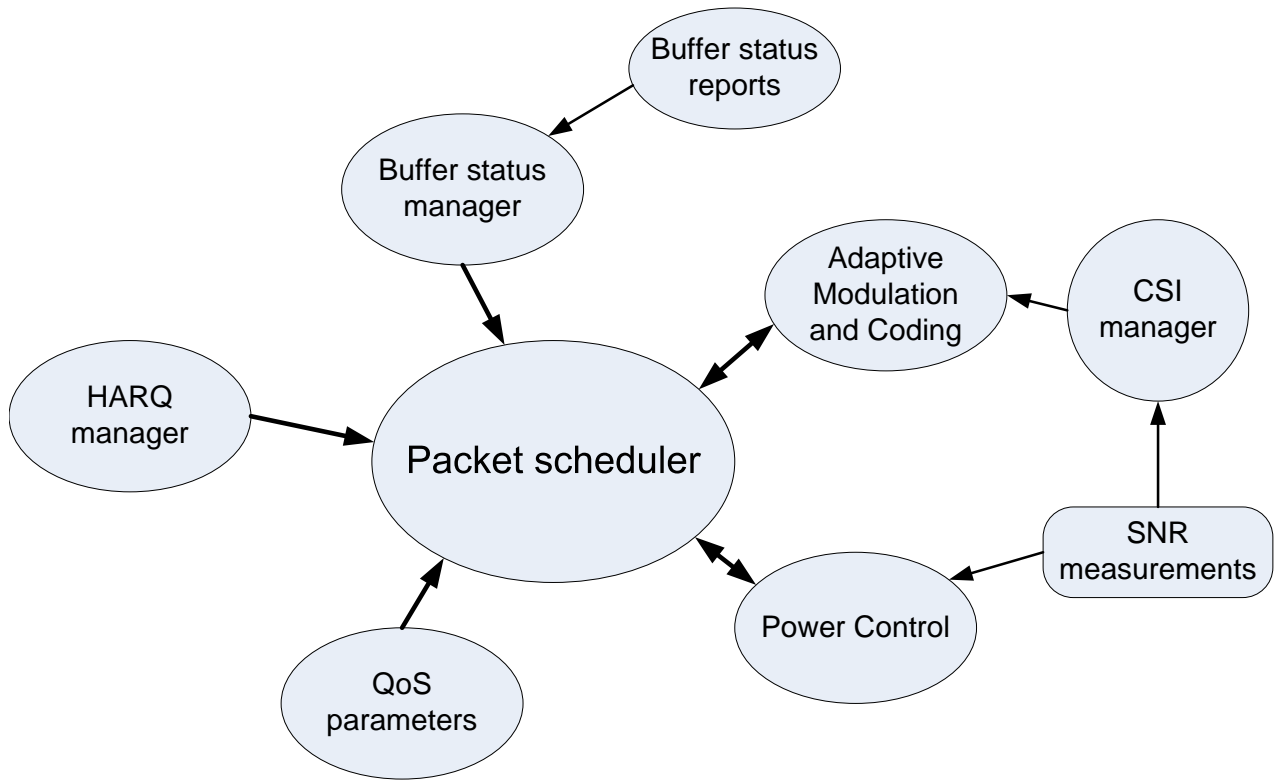 Buffer status
reports
Buffer status
manager
Adaptive
Modulation
and Coding
CSI
manager
HARQ
manager
Packet scheduler
SNR
measurements
Power Control
QoS
parameters